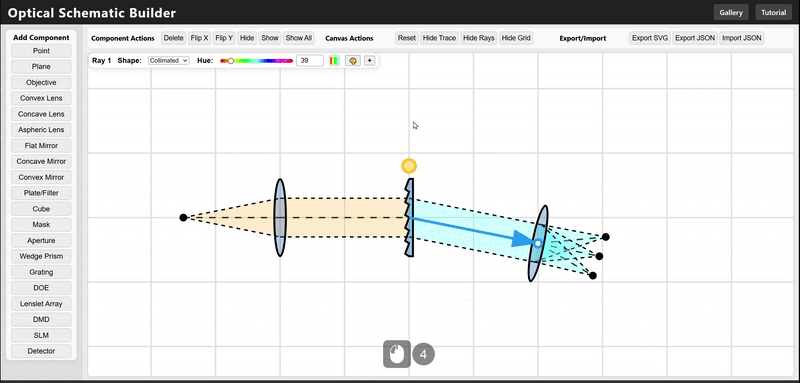 Optical Schematic Builder
Gallery
Tutorial
Add Component
Point
Plane
Objective
Convex Lens
Concave Lens
Aspheric Lens
Flat Mirror
Concave Mirror
Convex Mirror
Plate/Filter
Cube
Mask
Aperture
Wedge Prism
Grating
DOE
Lenslet Array
DMD
SLM
Detector
Component Actions
Delete
Flip X
Flip Y
Hide
Show
Show All
Canvas Actions
Reset
Hide Trace
Hide Rays
Hide Grid
Export/Import
Export SVG
Export JSON
Import JSON
Ray 1
Shape:
Collimated
Hue:
39
+
4